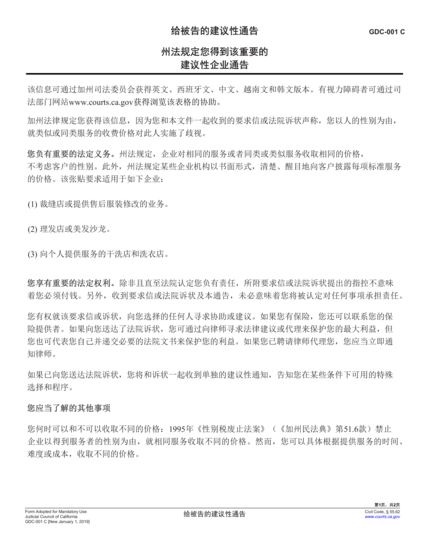 给被告的建议性通告
GDC-001 C
州法规定您得到该重要的
建议性企业通告
该信息可通过加州司法委员会获得英文、西班牙文、中文、越南文和韩文版本。有视力障碍者可通过司
法部门网站www.courts.ca.gov获得浏览该表格的协助。
加州法律规定您获得该信息，因为您和本文件一起收到的要求信或法院诉状声称，您以人的性别为由，
就类似或同类服务的收费价格对此人实施了歧视。
您负有重要的法定义务。州法规定，企业对相同的服务或者同类或类似服务收取相同的价格，
不考虑客户的性别。此外，州法规定某些企业机构以书面形式，清楚、醒目地向客户披露每项标准服务
的价格。该张贴要求适用于如下企业：
(1) 裁缝店或提供售后服装修改的业务。
(2) 理发店或美发沙龙。
(3) 向个人提供服务的干洗店和洗衣店。
您享有重要的法定权利。除非且直至法院认定您负有责任，所附要求信或法院诉状提出的指控不意味
着您必须付钱。另外，收到要求信或法院诉状及本通告，未必意味着您将被认定对任何事项承担责任。
您有权就该要求信或诉状，向您选择的任何人寻求协助或建议。如果您有保险，您还可以联系您的保
险提供者。如果向您送达了法院诉状，您可通过向律师寻求法律建议或代理来保护您的最大利益，但
您也可代表您自己并递交必要的法院文书来保护您的利益。如果您已聘请律师代理您，您应当立即通
知律师。
如果已向您送达法院诉状，您将和诉状一起收到单独的建议性通知，告知您在某些条件下可用的特殊
选择和程序。
您应当了解的其他事项
您何时可以和不可以收取不同的价格：1995年《性别税废止法案》（《加州民法典》第51.6款）禁止
企业以得到服务者的性别为由，就相同服务收取不同的价格。然而，您可以具体根据提供服务的时间、
难度或成本，收取不同的价格。
第1页，共2页
Form Adopted for Mandatory Use
Judicial Council of California
GDC-001 C [New January 1, 2019]
给被告的建议性通告
Civil Code, § 55.62
www.courts.ca.gov